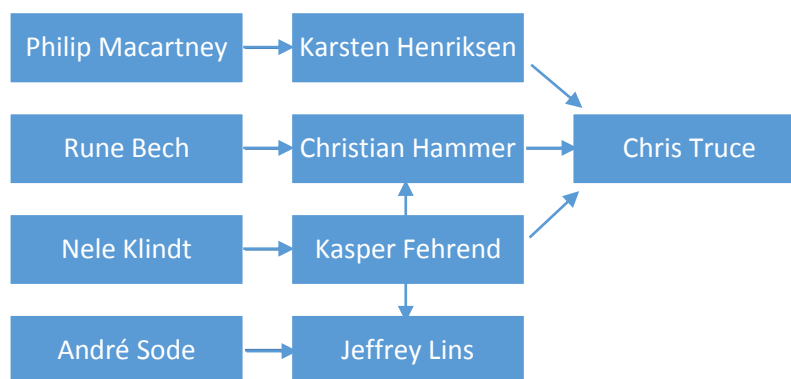 Philip Macartney
Karsten Henriksen
Rune Bech
Christian Hammer
Chris Truce
Nele Klindt
Kasper Fehrend
André Sode
Jeffrey Lins